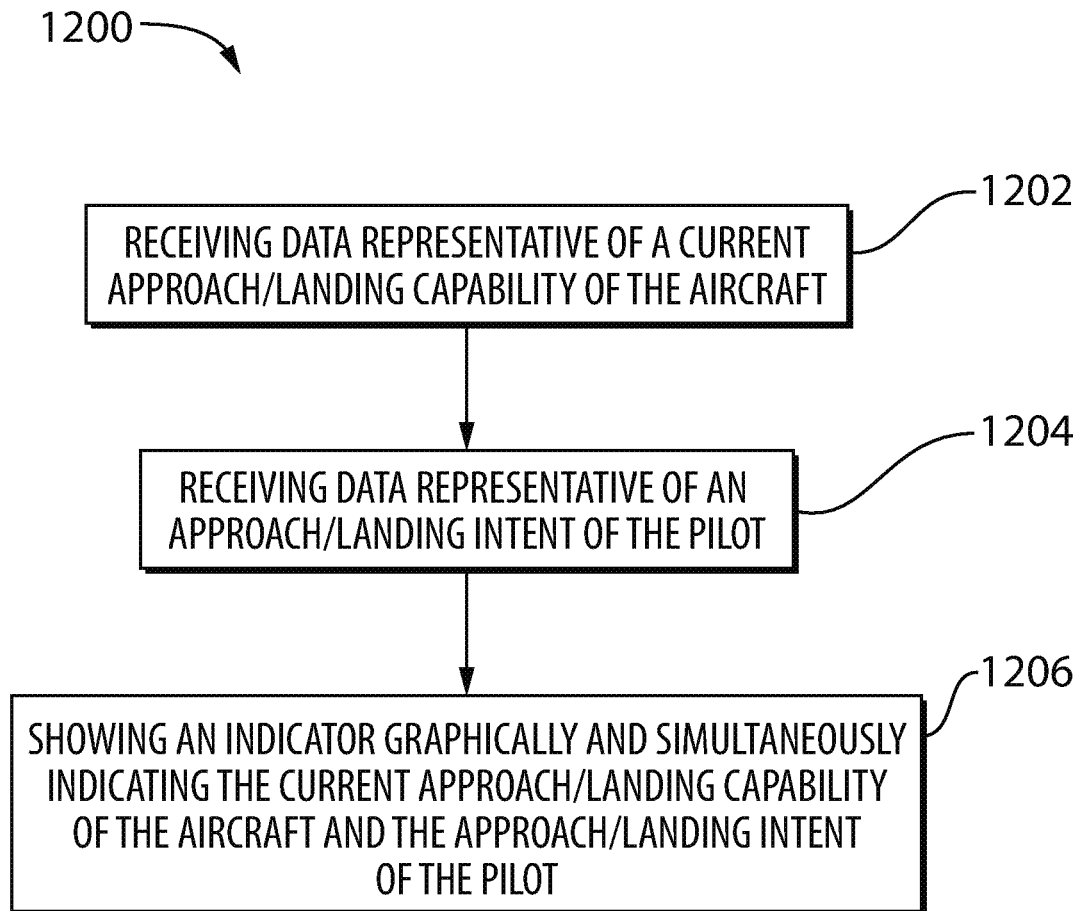 1200
1202
RECEIVING DATA REPRESENTATIVE OF A CURRENT
APPROACH/LANDING CAPABILITY OF THE AIRCRAFT
1204
RECEIVING DATA REPRESENTATIVE OF AN
APPROACH/LANDING INTENT OF THE PILOT
1206
SHOWING AN INDICATOR GRAPHICALLY AND SIMULTANEOUSLY
INDICATING THE CURRENT APPROACH/LANDING CAPABILITY
OF THE AIRCRAFT AND THE APPROACH/LANDING INTENT
OF THE PILOT